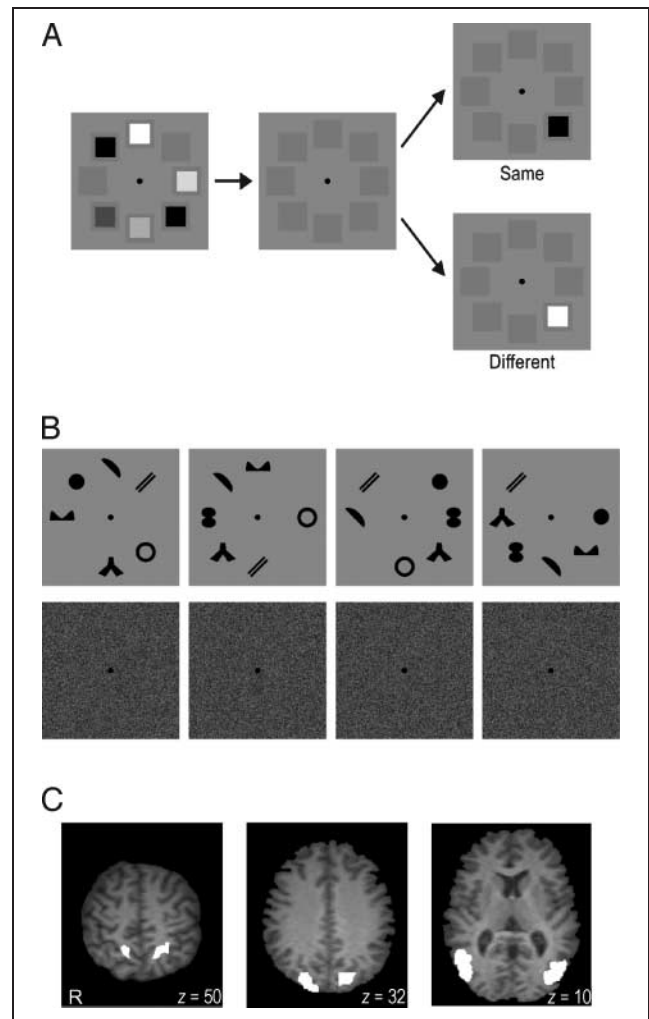 A
Same
Different
B
C
R
z = 50
z = 32
z = 10